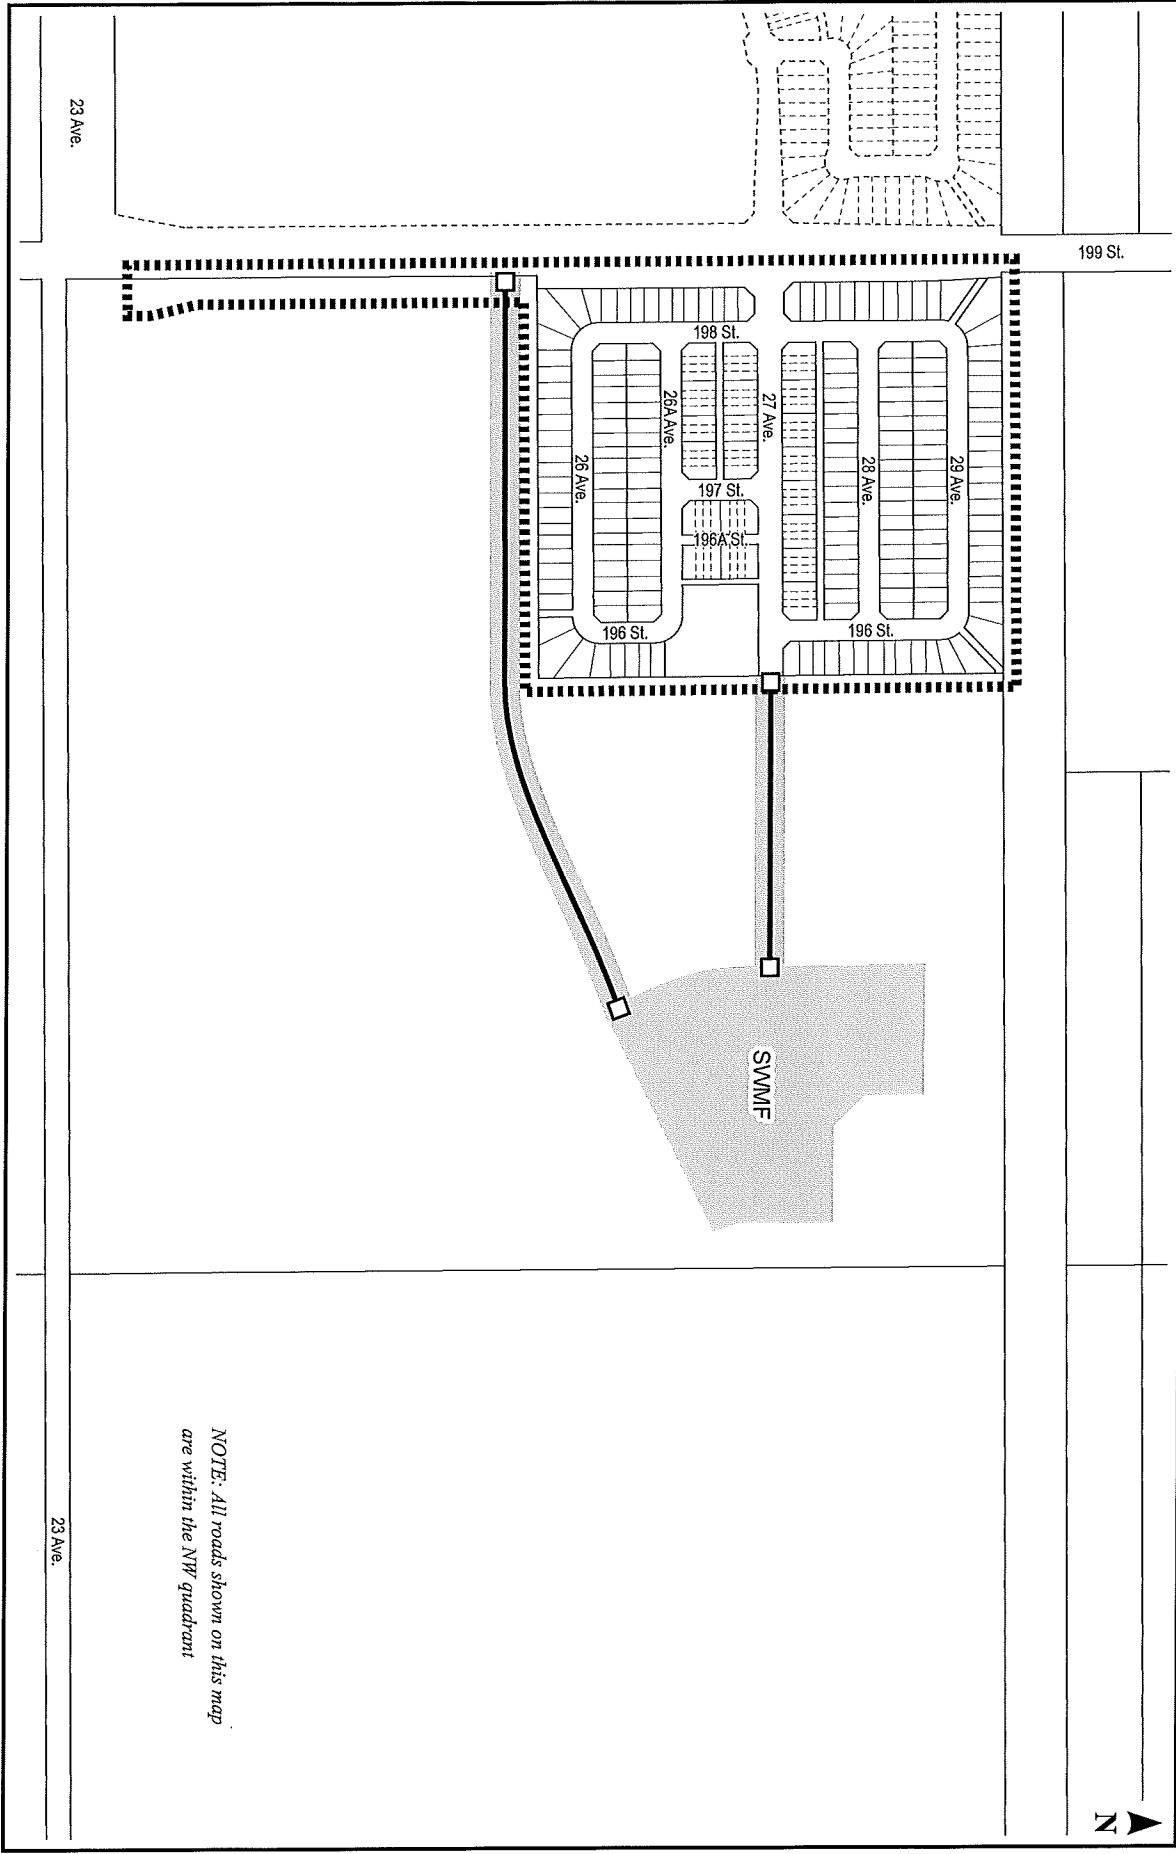 199 St.
23 Ave.
198 St.
29 Ave.
28 Ave.
27 Ave.
26A Ave.
26 Ave.
197 St.
196A St.
196 St.
196 St.
SWMF
NOTE: All roads shown on this map
are within the NW quadrant
23 Ave.
N